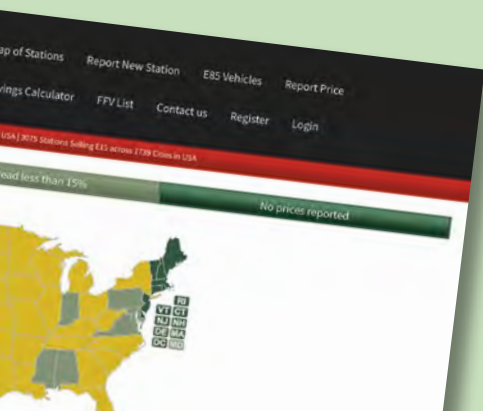 ap of Stations Report New Station E85 Vehicles Report Price
vings Calculator FFV List Contact us Register Login
USA | 3075 Stations Selling E85 across 1739 Cities in USA
ead less than 15% No prices reported
RI
VT CT
NJ NH
DE MA
DC MD